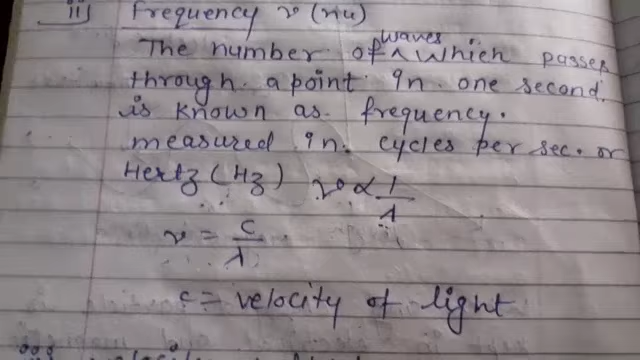 ii) Frequency ν (niu)
The number of waves which passes
through a point in one second.
is known as frequency.
measured in cycles per sec. or
Hertz (Hz) ν ∝ 1/λ
ν = c/λ
c = velocity of light